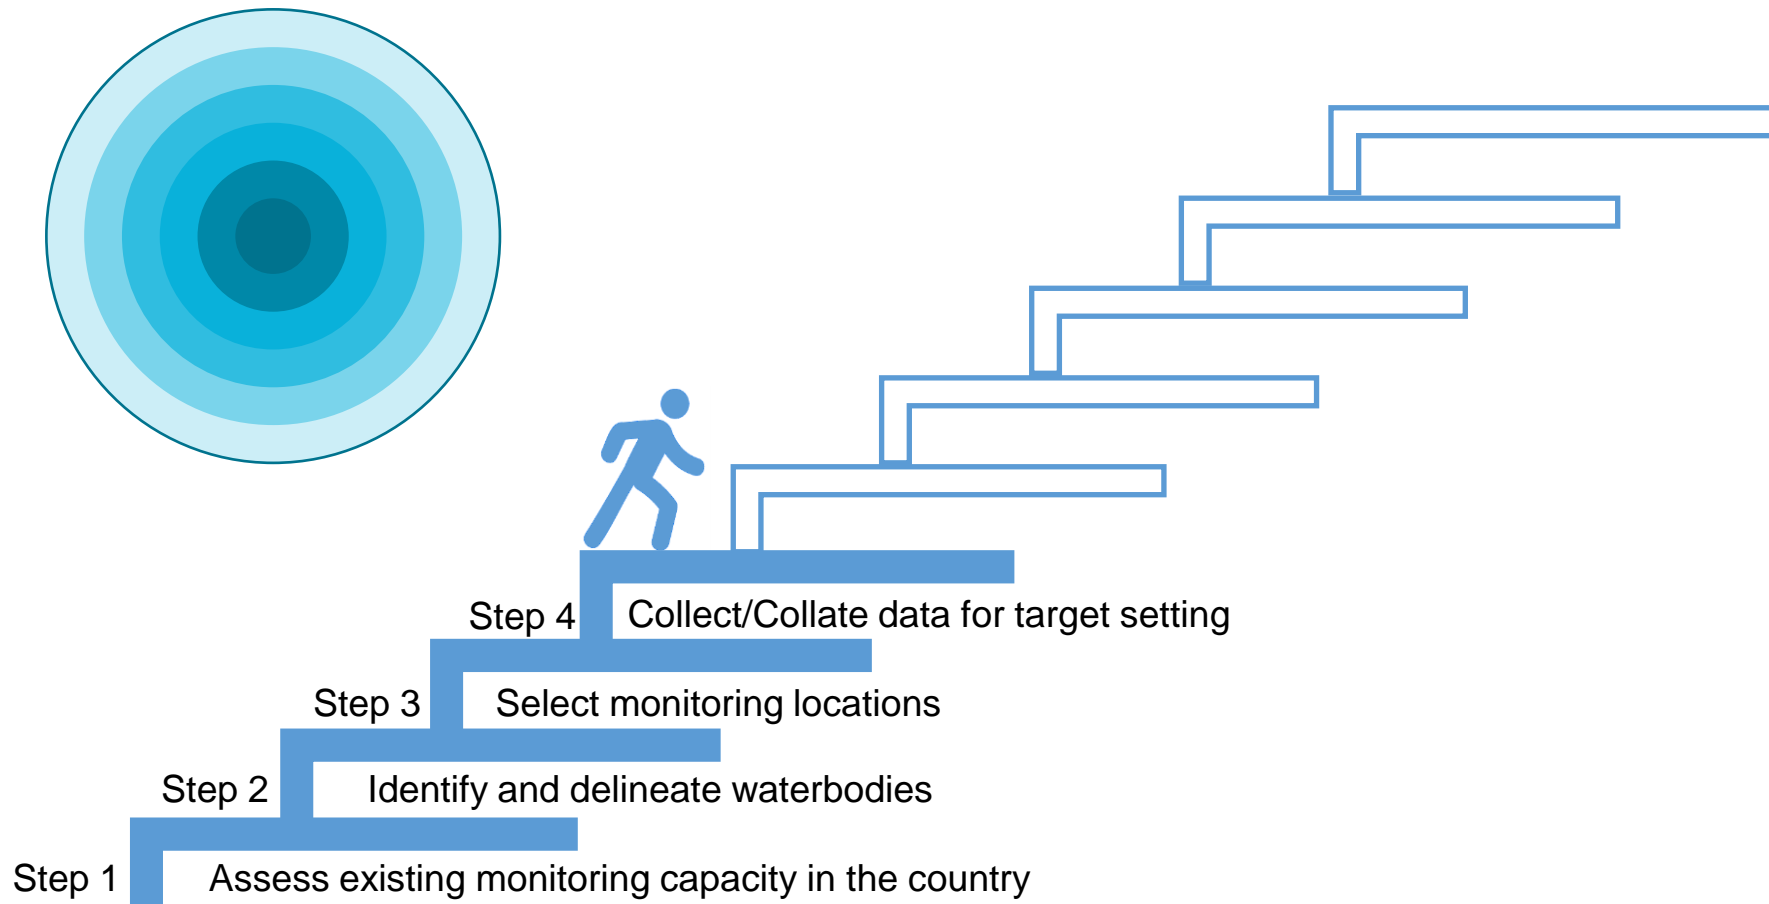 Step 4 Collect/Collate data for target setting
Step 3 Select monitoring locations
Step 2 Identify and delineate waterbodies
Step 1 Assess existing monitoring capacity in the country